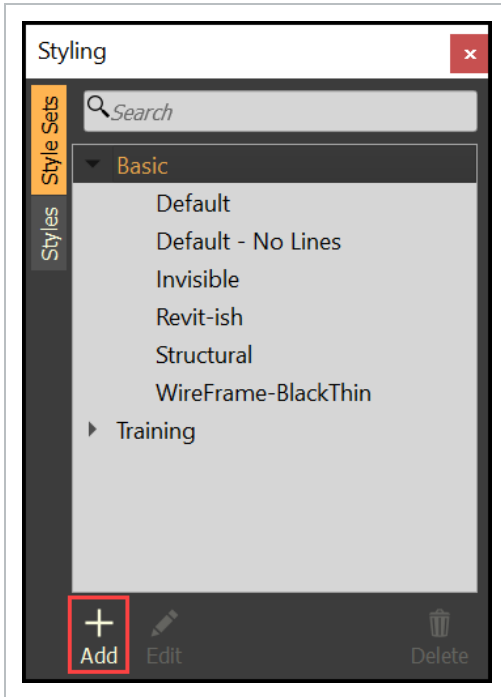 Styling
x
Style Sets
Styles
Search
Basic
Default
Default - No Lines
Invisible
Revit-ish
Structural
WireFrame-BlackThin
Training
Add
Edit
Delete